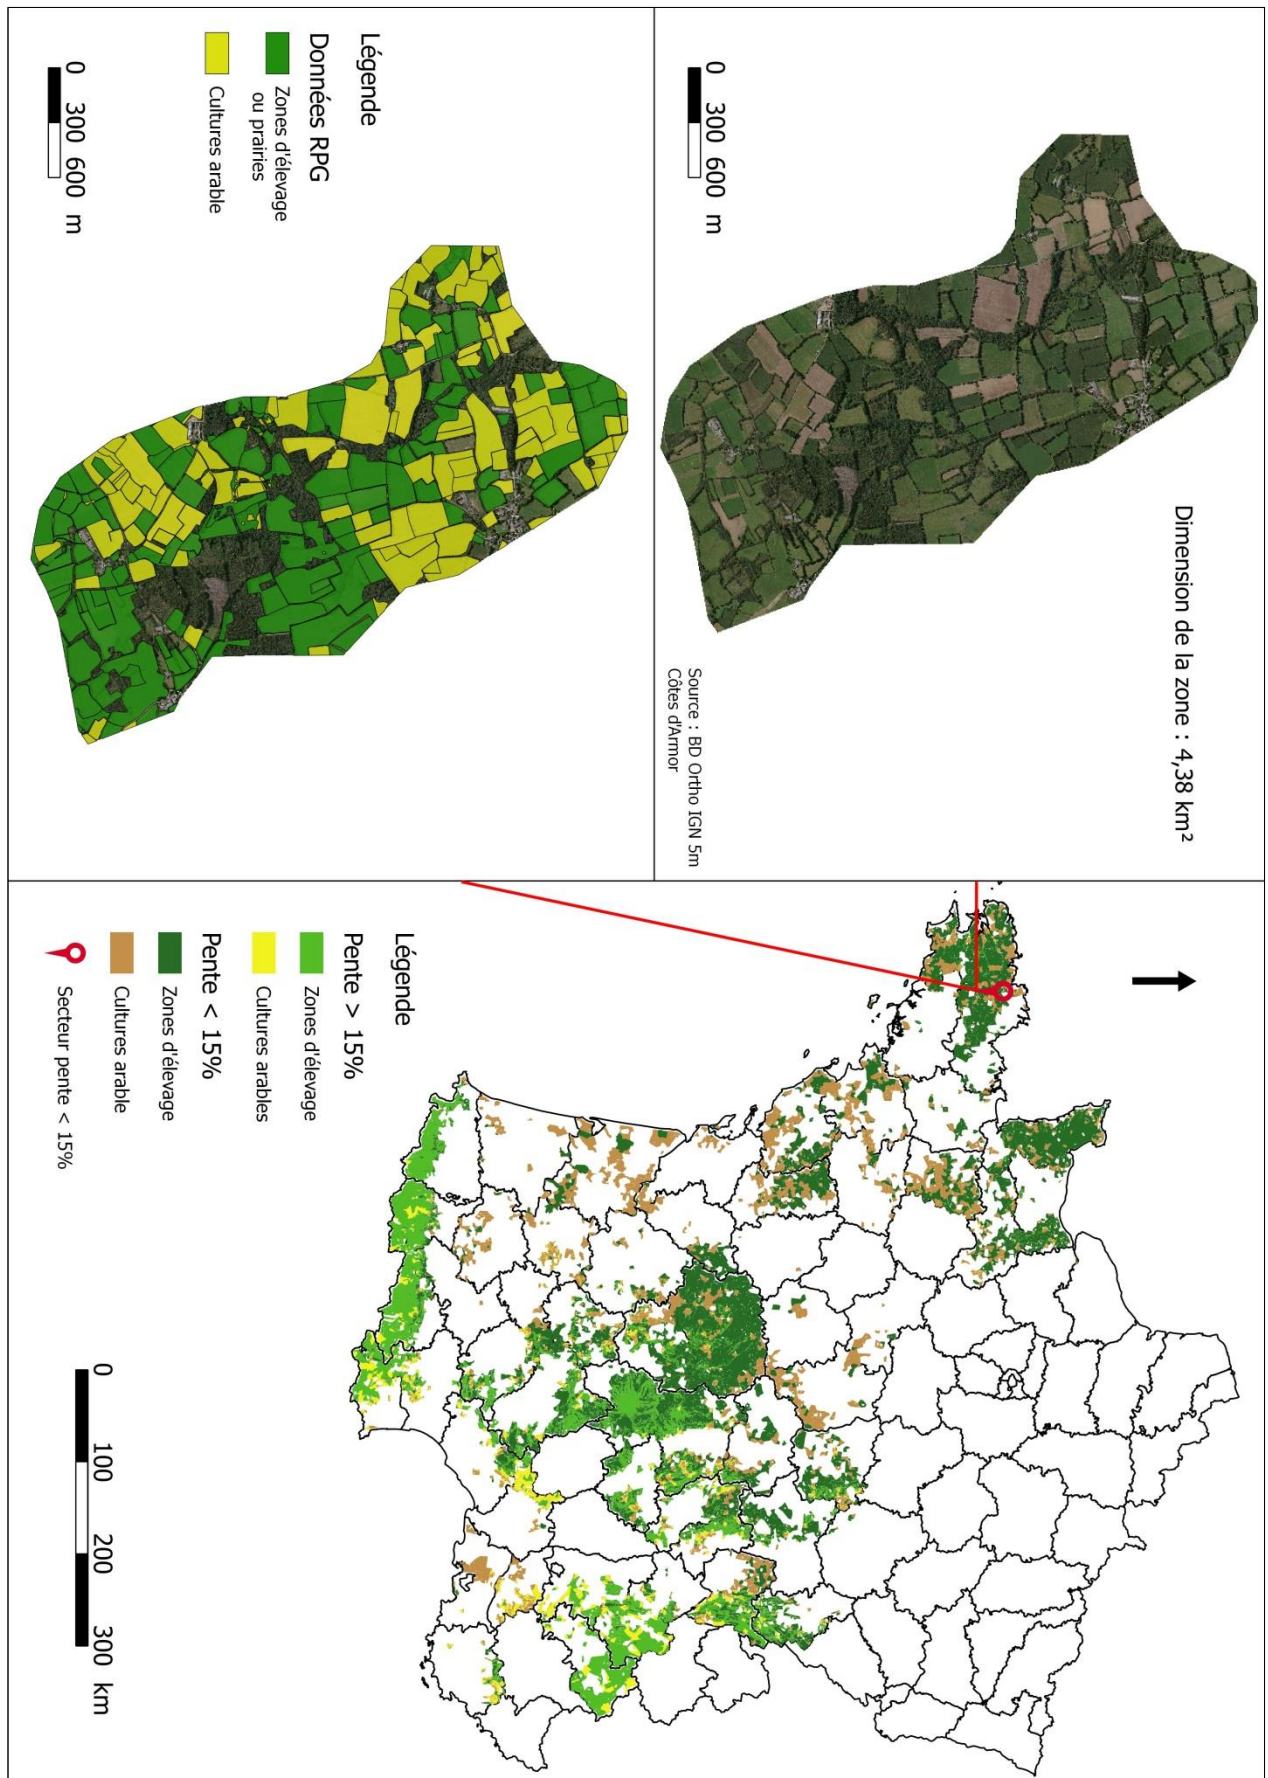 Dimension de la zone : 4,38 km²
0 300 600 m
Source : BD Ortho IGN 5m
Côtes d'Armor
Légende
Données RPG
Zones d'élevage
ou prairies
Cultures arable
0 300 600 m
Légende
Pente > 15%
Zones d'élevage
Cultures arables
Pente < 15%
Zones d'élevage
Cultures arable
Secteur pente < 15%
0 100 200 300 km